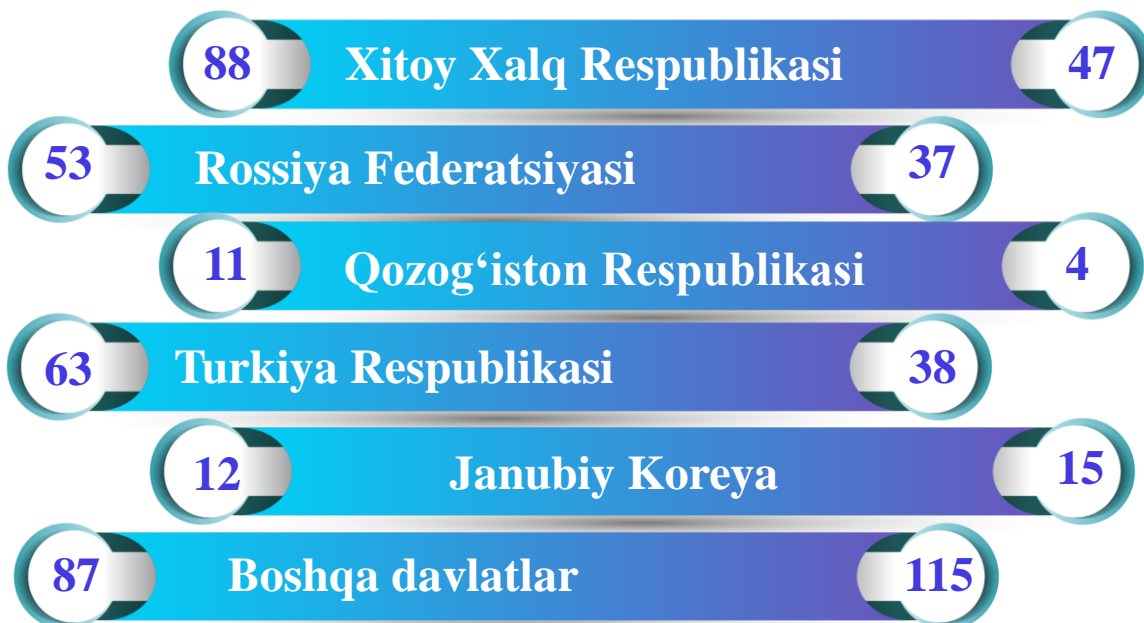 88 Xitoy Xalq Respublikasi 47
53 Rossiya Federatsiyasi 37
11 Qozog‘iston Respublikasi 4
63 Turkiya Respublikasi 38
12 Janubiy Koreya 15
87 Boshqa davlatlar 115